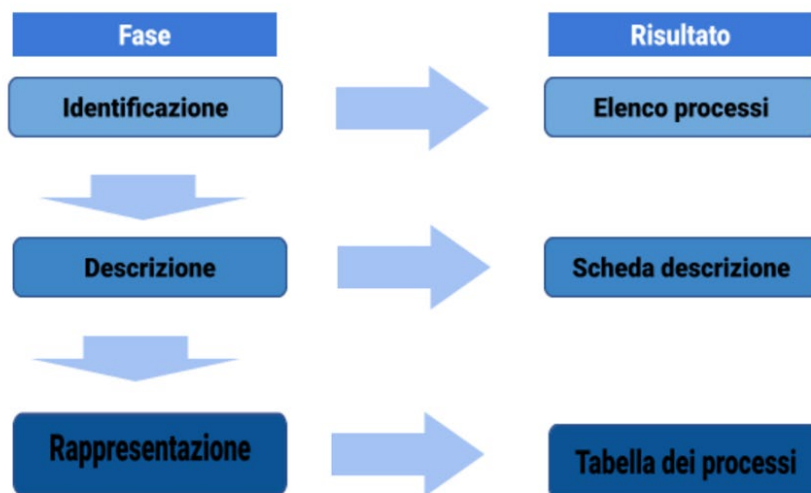 Fase
Risultato
Identificazione
Elenco processi
Descrizione
Scheda descrizione
Rappresentazione
Tabella dei processi